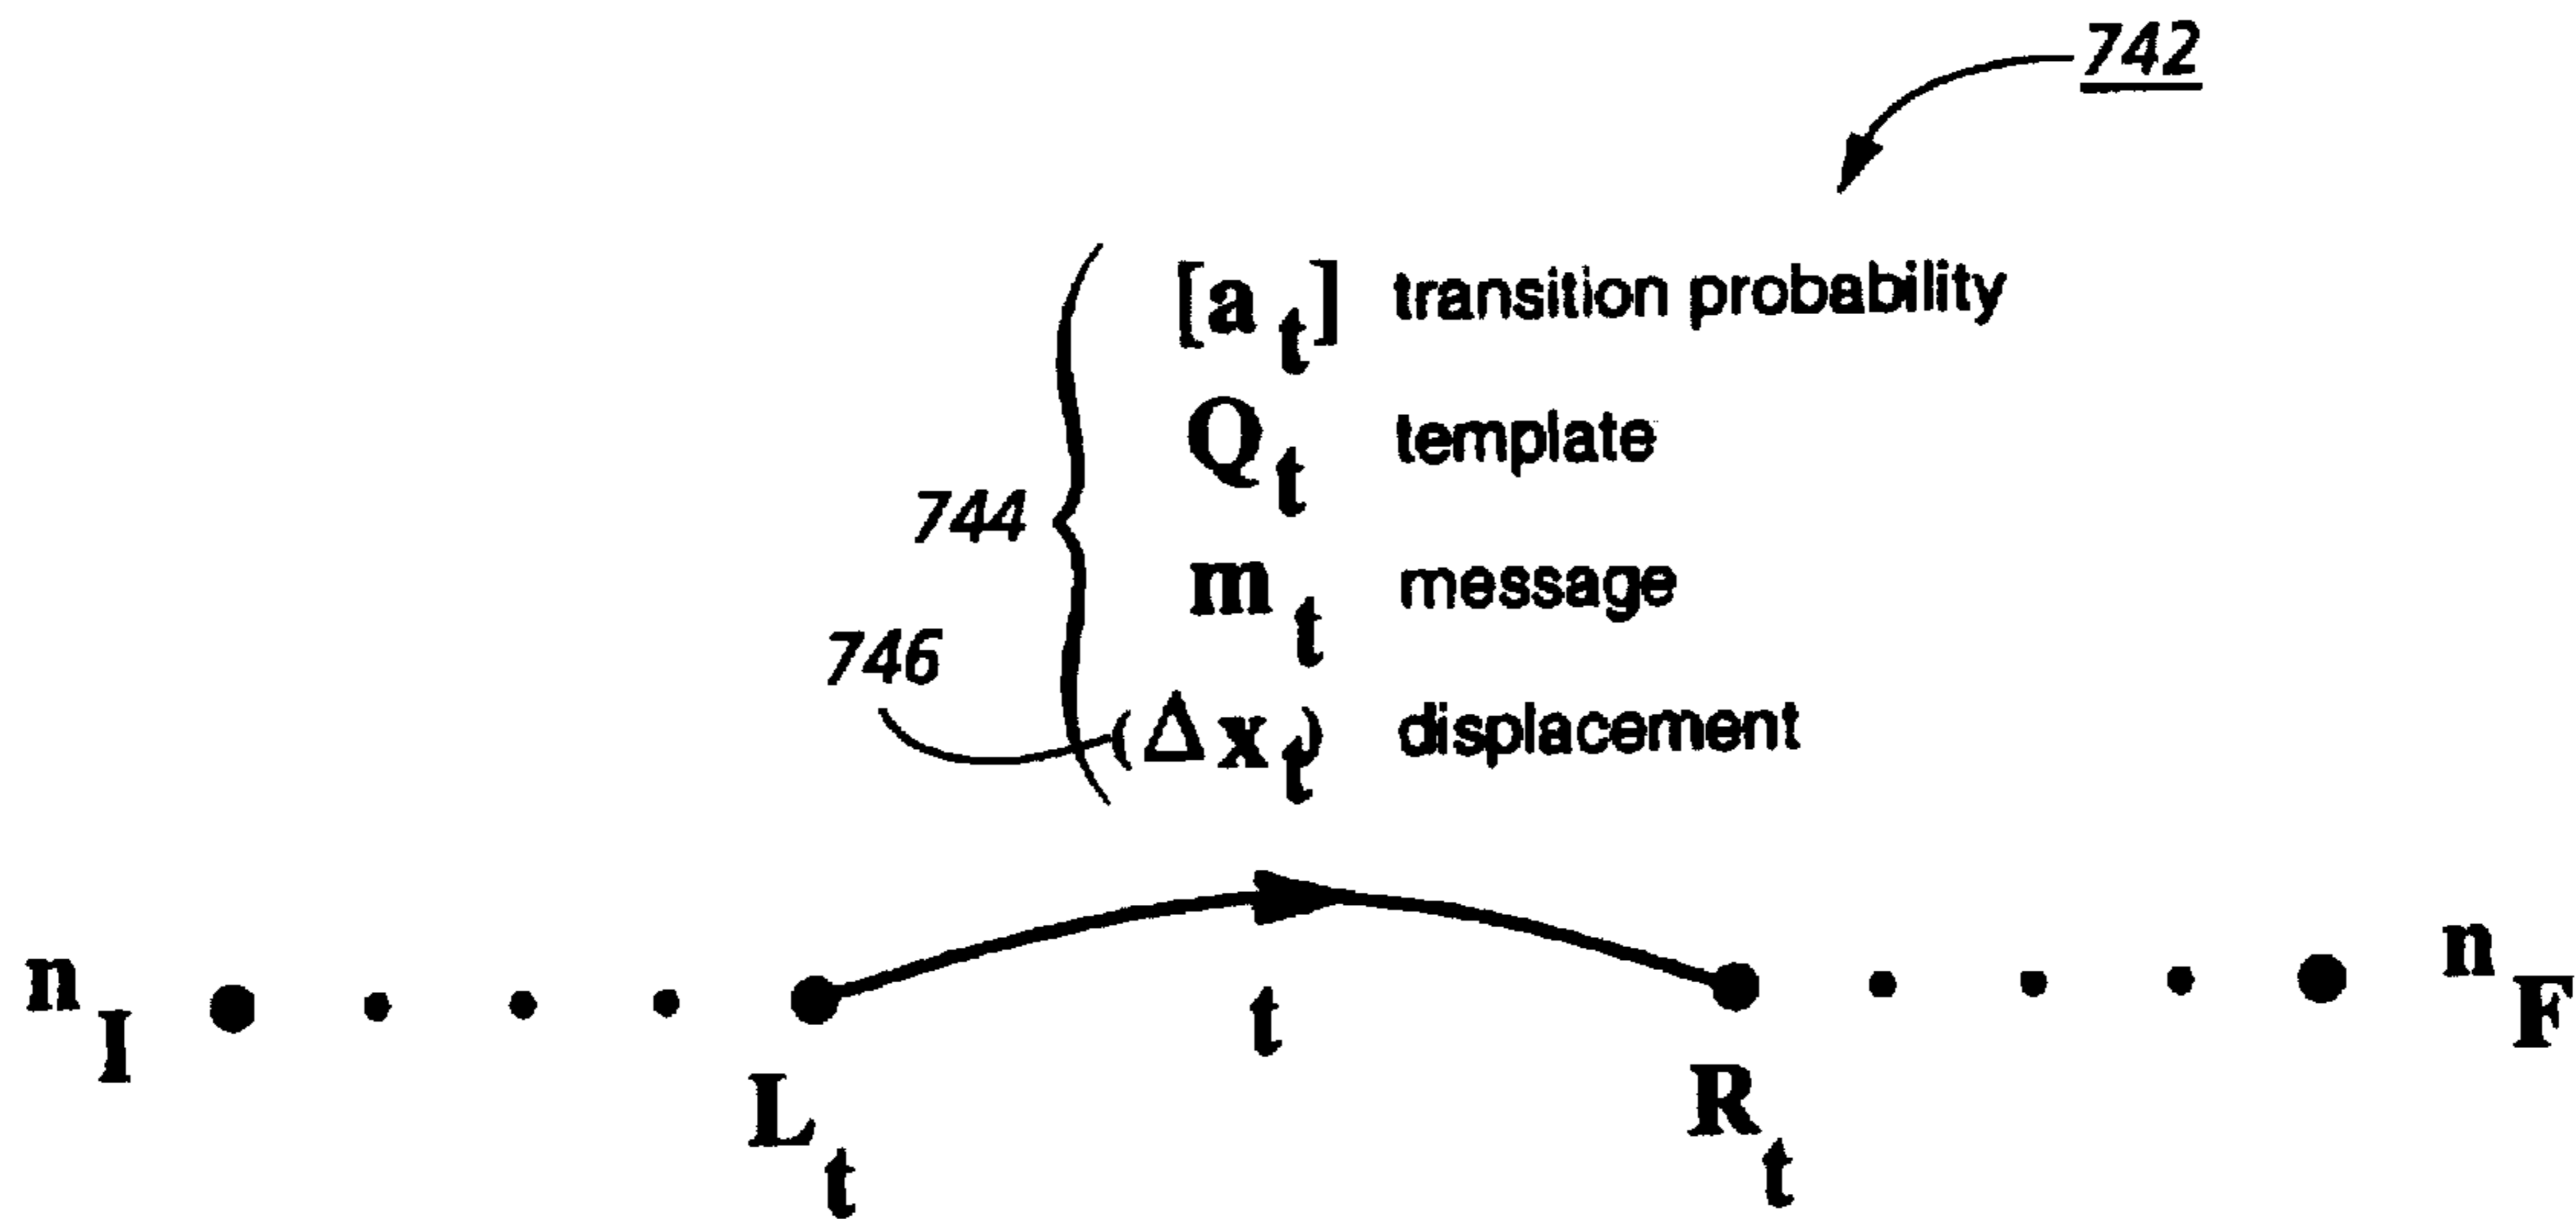 742
[a t] transition probability
Q t template
744
m t message
746
(Δx t) displacement
n I
t
n F
L t
R t